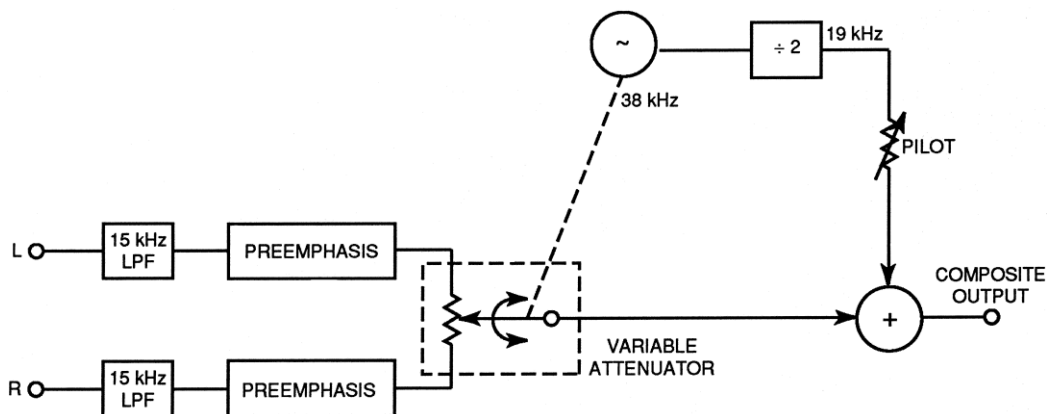 ~
÷ 2
19 kHz
38 kHz
PILOT
L
15 kHz
LPF
PREEMPHASIS
COMPOSITE
OUTPUT
+
VARIABLE
ATTENUATOR
R
15 kHz
LPF
PREEMPHASIS